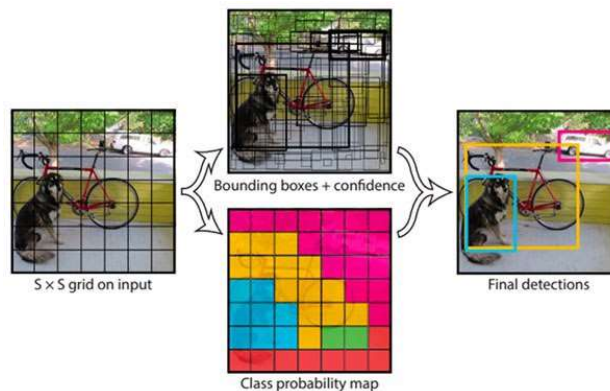 S × S grid on input
Bounding boxes + confidence
Class probability map
Final detections